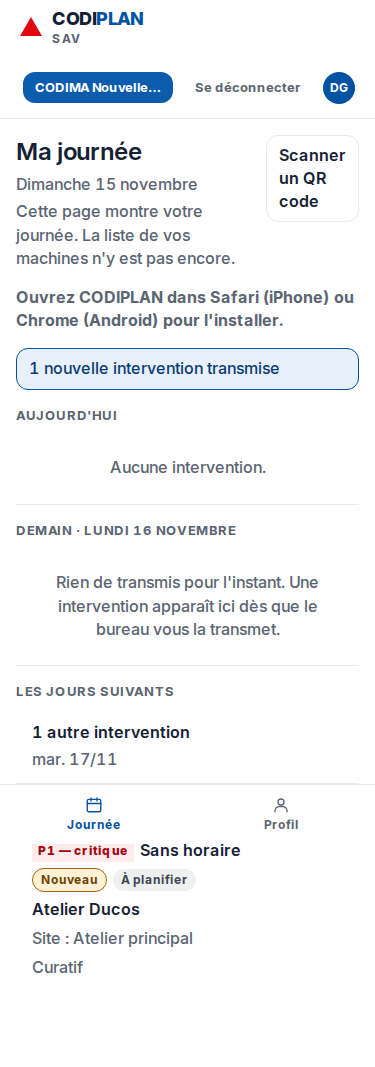 CODIPLAN
SAV
CODIMA Nouvelle...
Se déconnecter
DG
Ma journée
Scanner
un QR
code
Dimanche 15 novembre
Cette page montre votre
journée. La liste de vos
machines n'y est pas encore.
Ouvrez CODIPLAN dans Safari (iPhone) ou
Chrome (Android) pour l'installer.
1 nouvelle intervention transmise
AUJOURD'HUI
Aucune intervention.
DEMAIN · LUNDI 16 NOVEMBRE
Rien de transmis pour l'instant. Une
intervention apparaît ici dès que le
bureau vous la transmet.
LES JOURS SUIVANTS
1 autre intervention
mar. 17/11
Journée
Profil
P1 — critique Sans horaire
Nouveau
À planifier
Atelier Ducos
Site : Atelier principal
Curatif